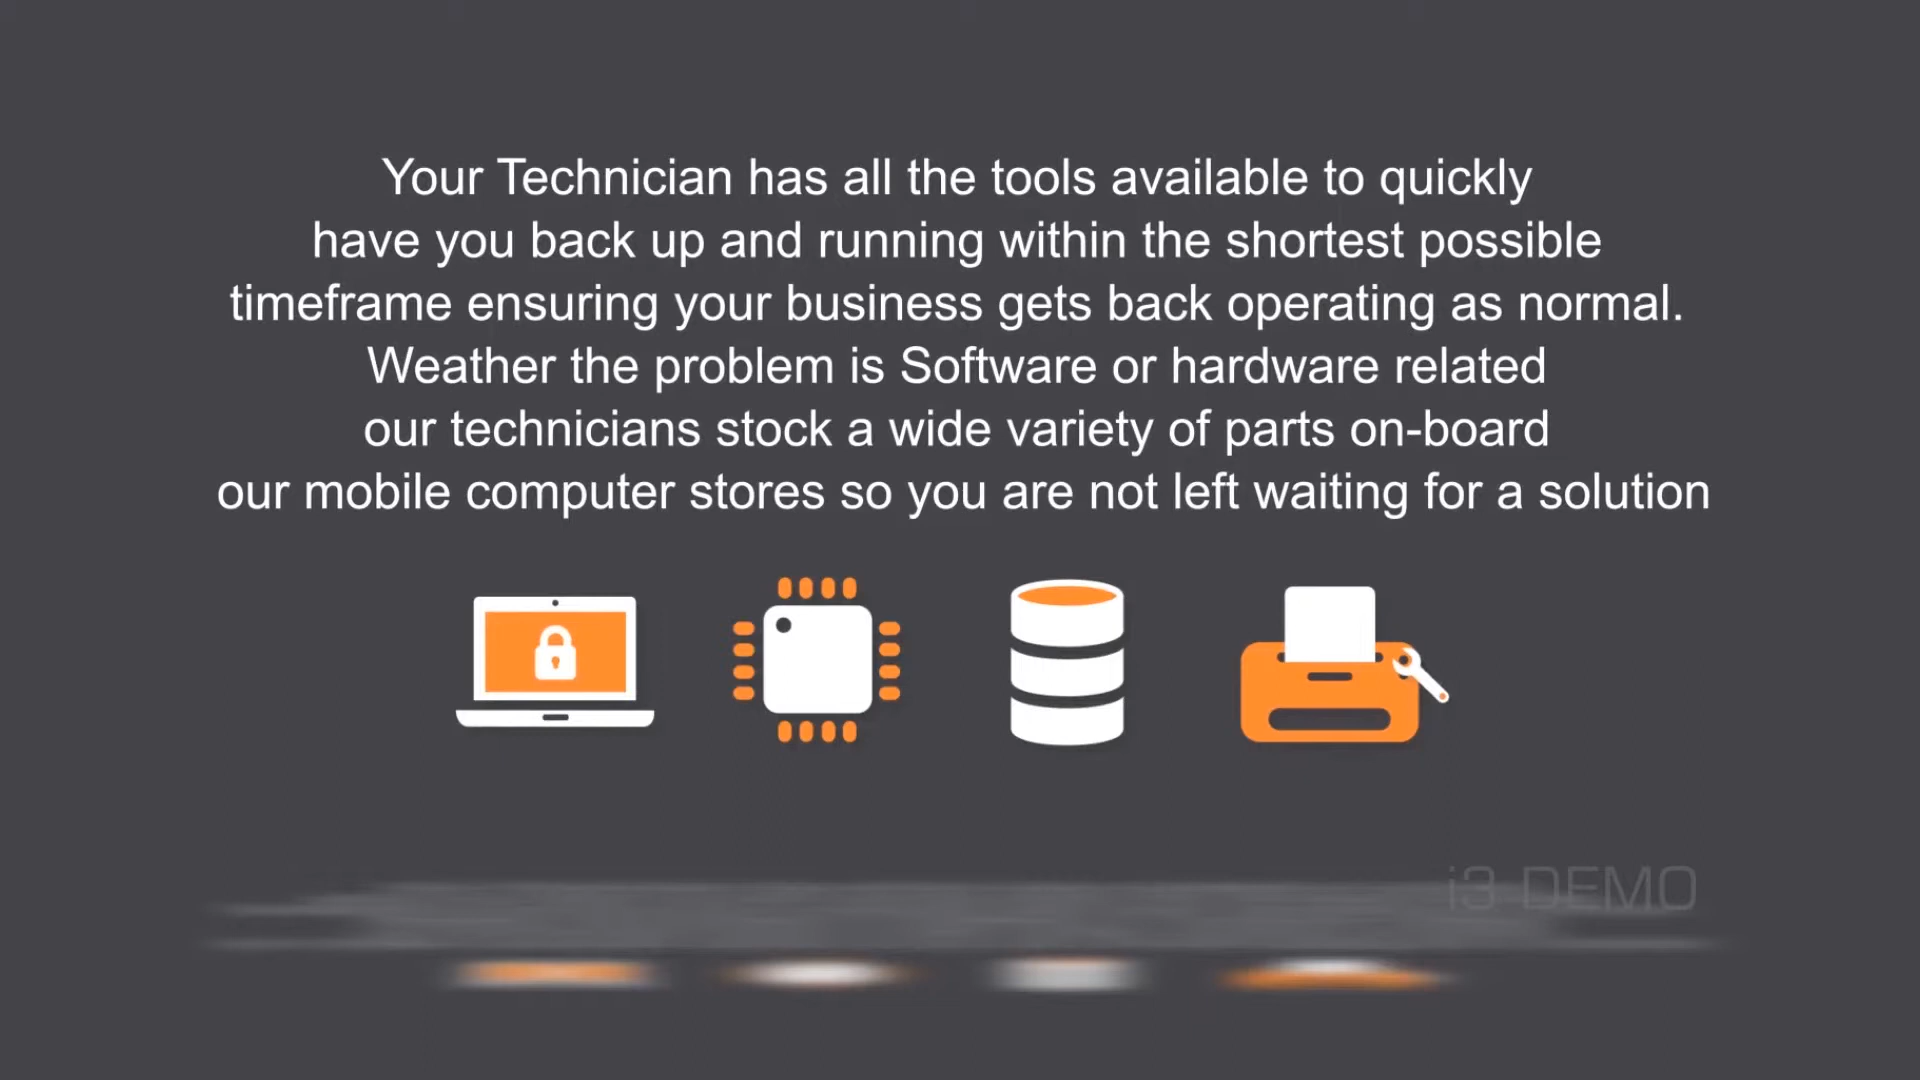 Your Technician has all the tools available to quickly
have you back up and running within the shortest possible
timeframe ensuring your business gets back operating as normal.
Weather the problem is Software or hardware related
our technicians stock a wide variety of parts on-board
our mobile computer stores so you are not left waiting for a solution
i3 DEMO